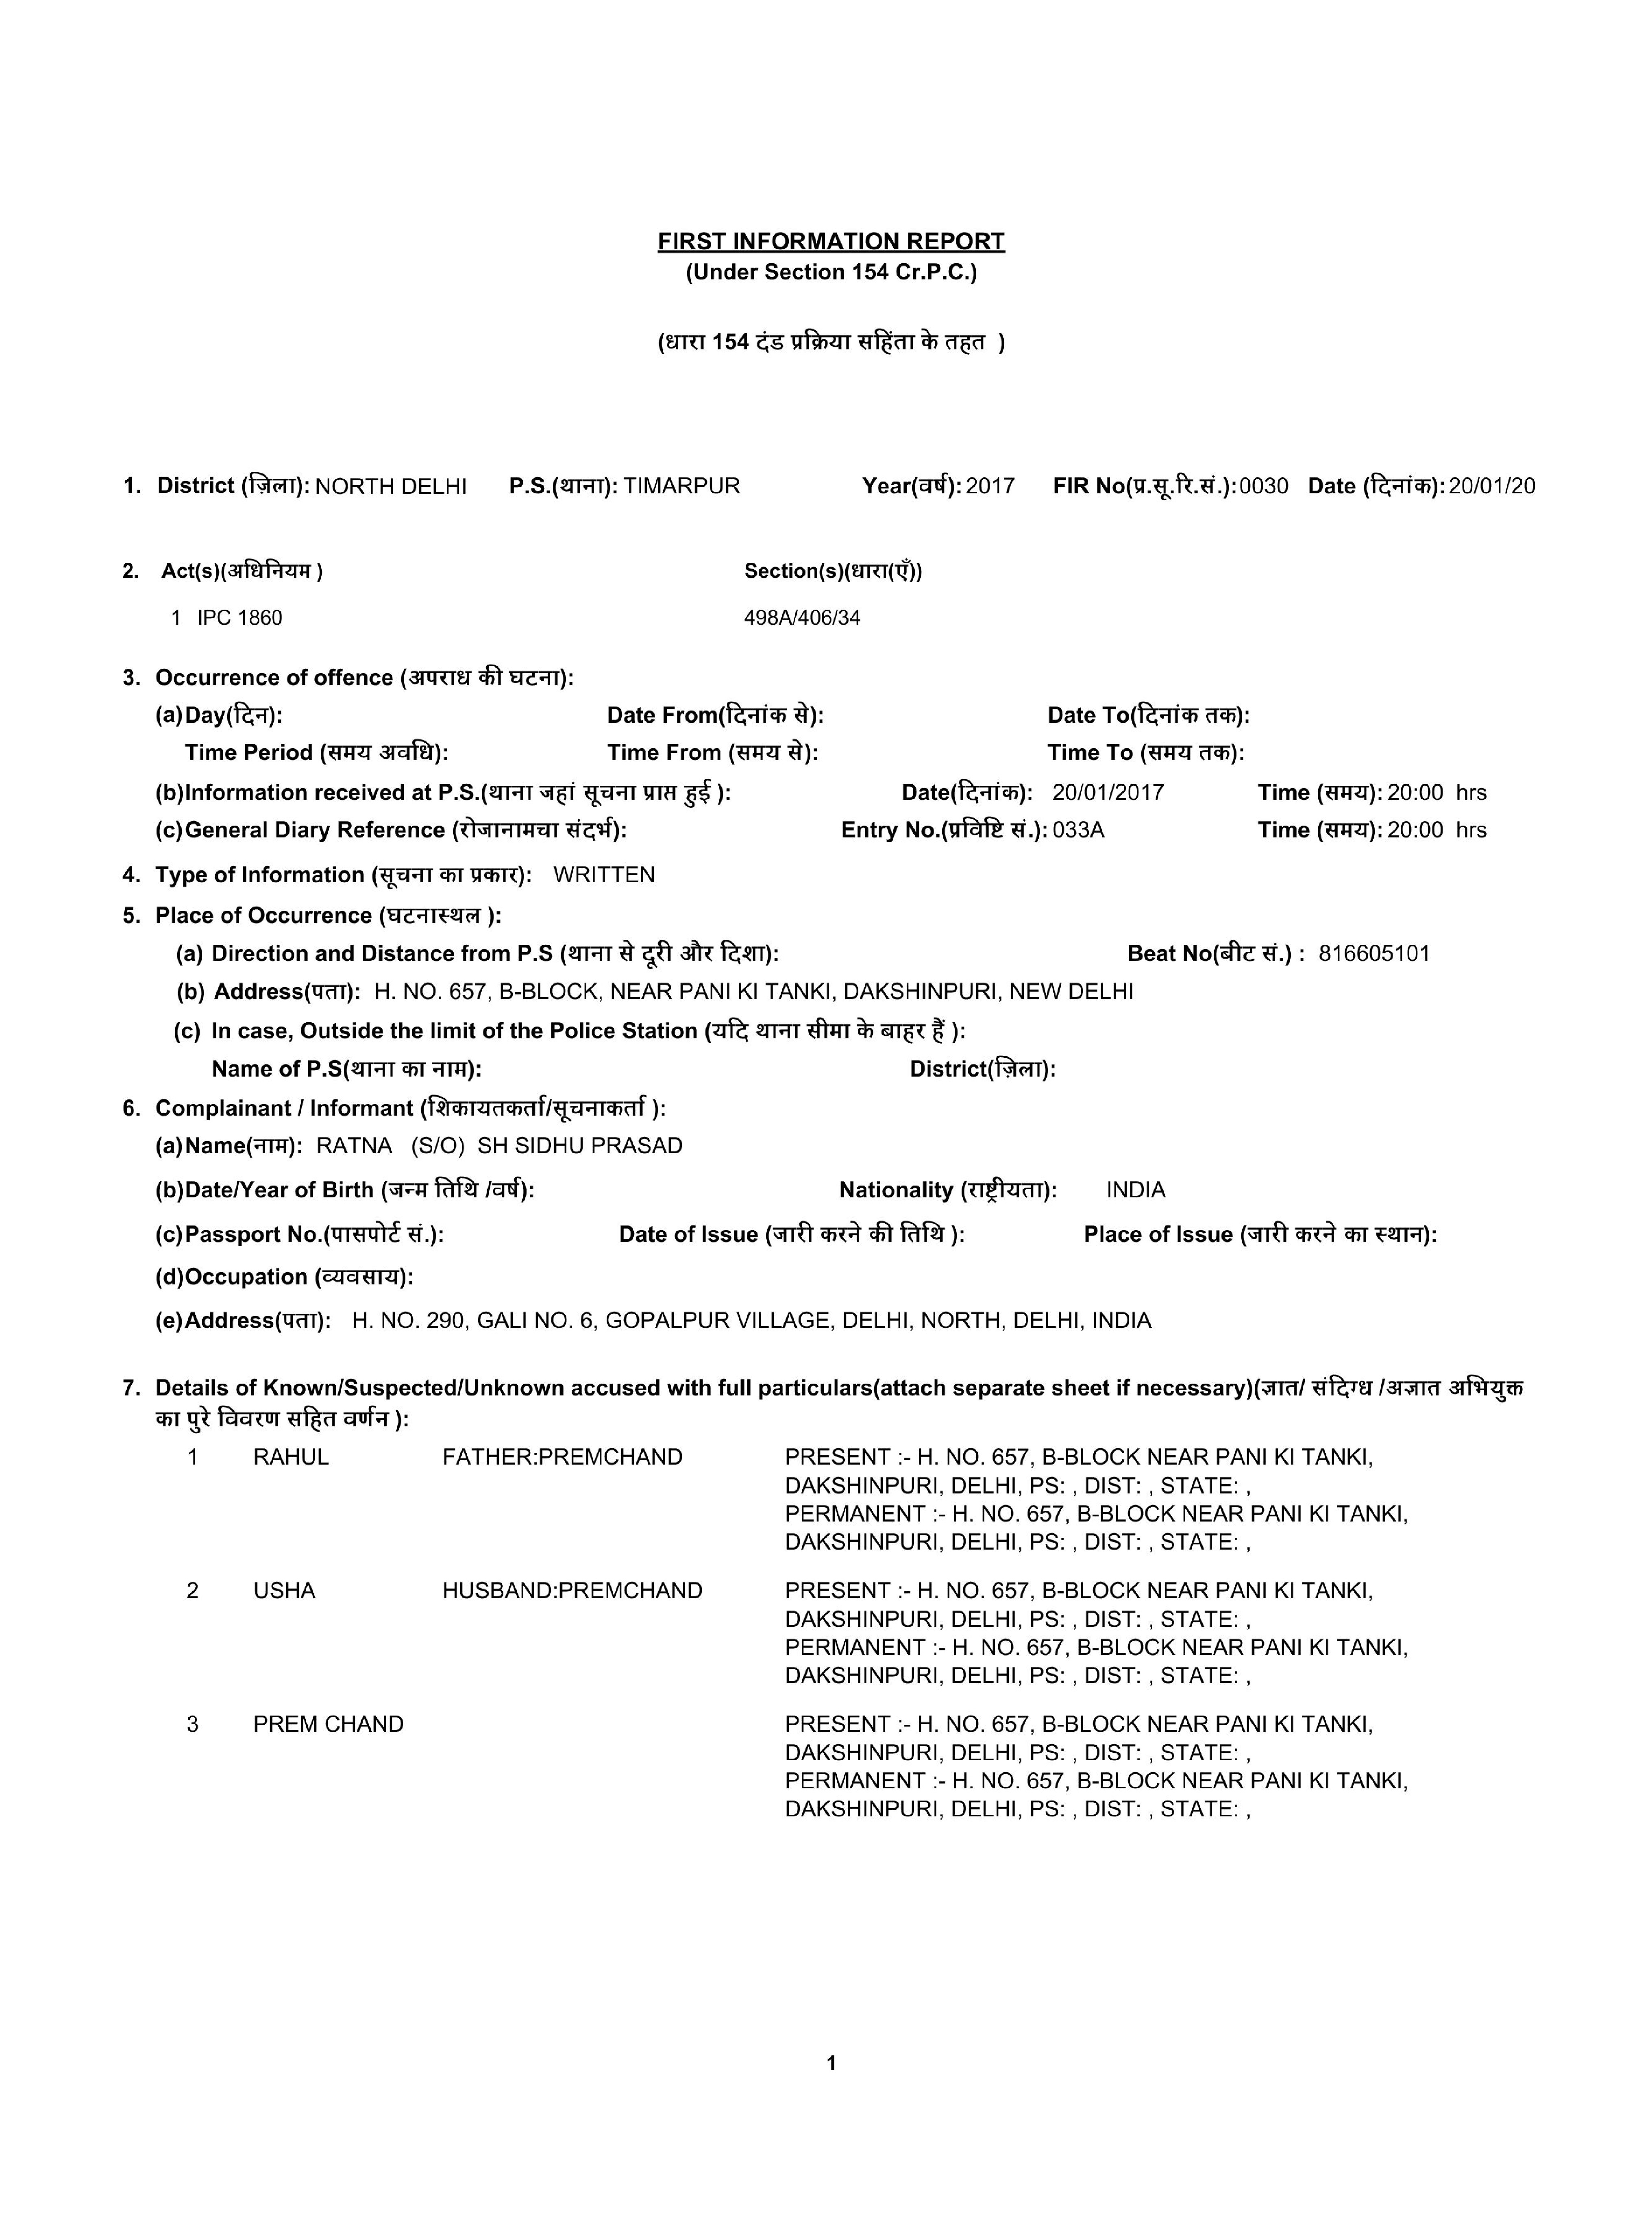 FIRST INFORMATION REPORT
(Under Section 154 Cr.P.C.)
(धारा 154 दंड प्रक्रिया सहिंता के तहत )
1. District (ज़िला): NORTH DELHI P.S.(थाना): TIMARPUR Year(वर्ष): 2017 FIR No(प्र.सू.रि.सं.):0030 Date (दिनांक): 20/01/20
2. Act(s)(अधिनियम ) Section(s)(धारा(एँ))
1 IPC 1860 498A/406/34
3. Occurrence of offence (अपराध की घटना):
(a)Day(दिन): Date From(दिनांक से): Date To(दिनांक तक):
Time Period (समय अवधि): Time From (समय से): Time To (समय तक):
(b)Information received at P.S.(थाना जहां सूचना प्राप्त हुई ): Date(दिनांक): 20/01/2017 Time (समय): 20:00 hrs
(c)General Diary Reference (रोजानामचा संदर्भ): Entry No.(प्रविष्टि सं.): 033A Time (समय): 20:00 hrs
4. Type of Information (सूचना का प्रकार): WRITTEN
5. Place of Occurrence (घटनास्थल ):
(a) Direction and Distance from P.S (थाना से दूरी और दिशा): Beat No(बीट सं.) : 816605101
(b) Address(पता): H. NO. 657, B-BLOCK, NEAR PANI KI TANKI, DAKSHINPURI, NEW DELHI
(c) In case, Outside the limit of the Police Station (यदि थाना सीमा के बाहर हैं ):
Name of P.S(थाना का नाम): District(ज़िला):
6. Complainant / Informant (शिकायतकर्ता/सूचनाकर्ता ):
(a)Name(नाम): RATNA (S/O) SH SIDHU PRASAD
(b)Date/Year of Birth (जन्म तिथि /वर्ष): Nationality (राष्ट्रीयता): INDIA
(c)Passport No.(पासपोर्ट सं.): Date of Issue (जारी करने की तिथि ): Place of Issue (जारी करने का स्थान):
(d)Occupation (व्यवसाय):
(e)Address(पता): H. NO. 290, GALI NO. 6, GOPALPUR VILLAGE, DELHI, NORTH, DELHI, INDIA
7. Details of Known/Suspected/Unknown accused with full particulars(attach separate sheet if necessary)(ज्ञात/ संदिग्ध /अज्ञात अभियुक्त
का पुरे विवरण सहित वर्णन ):
1 RAHUL FATHER:PREMCHAND PRESENT :- H. NO. 657, B-BLOCK NEAR PANI KI TANKI,
DAKSHINPURI, DELHI, PS: , DIST: , STATE: ,
PERMANENT :- H. NO. 657, B-BLOCK NEAR PANI KI TANKI,
DAKSHINPURI, DELHI, PS: , DIST: , STATE: ,
2 USHA HUSBAND:PREMCHAND PRESENT :- H. NO. 657, B-BLOCK NEAR PANI KI TANKI,
DAKSHINPURI, DELHI, PS: , DIST: , STATE: ,
PERMANENT :- H. NO. 657, B-BLOCK NEAR PANI KI TANKI,
DAKSHINPURI, DELHI, PS: , DIST: , STATE: ,
3 PREM CHAND PRESENT :- H. NO. 657, B-BLOCK NEAR PANI KI TANKI,
DAKSHINPURI, DELHI, PS: , DIST: , STATE: ,
PERMANENT :- H. NO. 657, B-BLOCK NEAR PANI KI TANKI,
DAKSHINPURI, DELHI, PS: , DIST: , STATE: ,
1